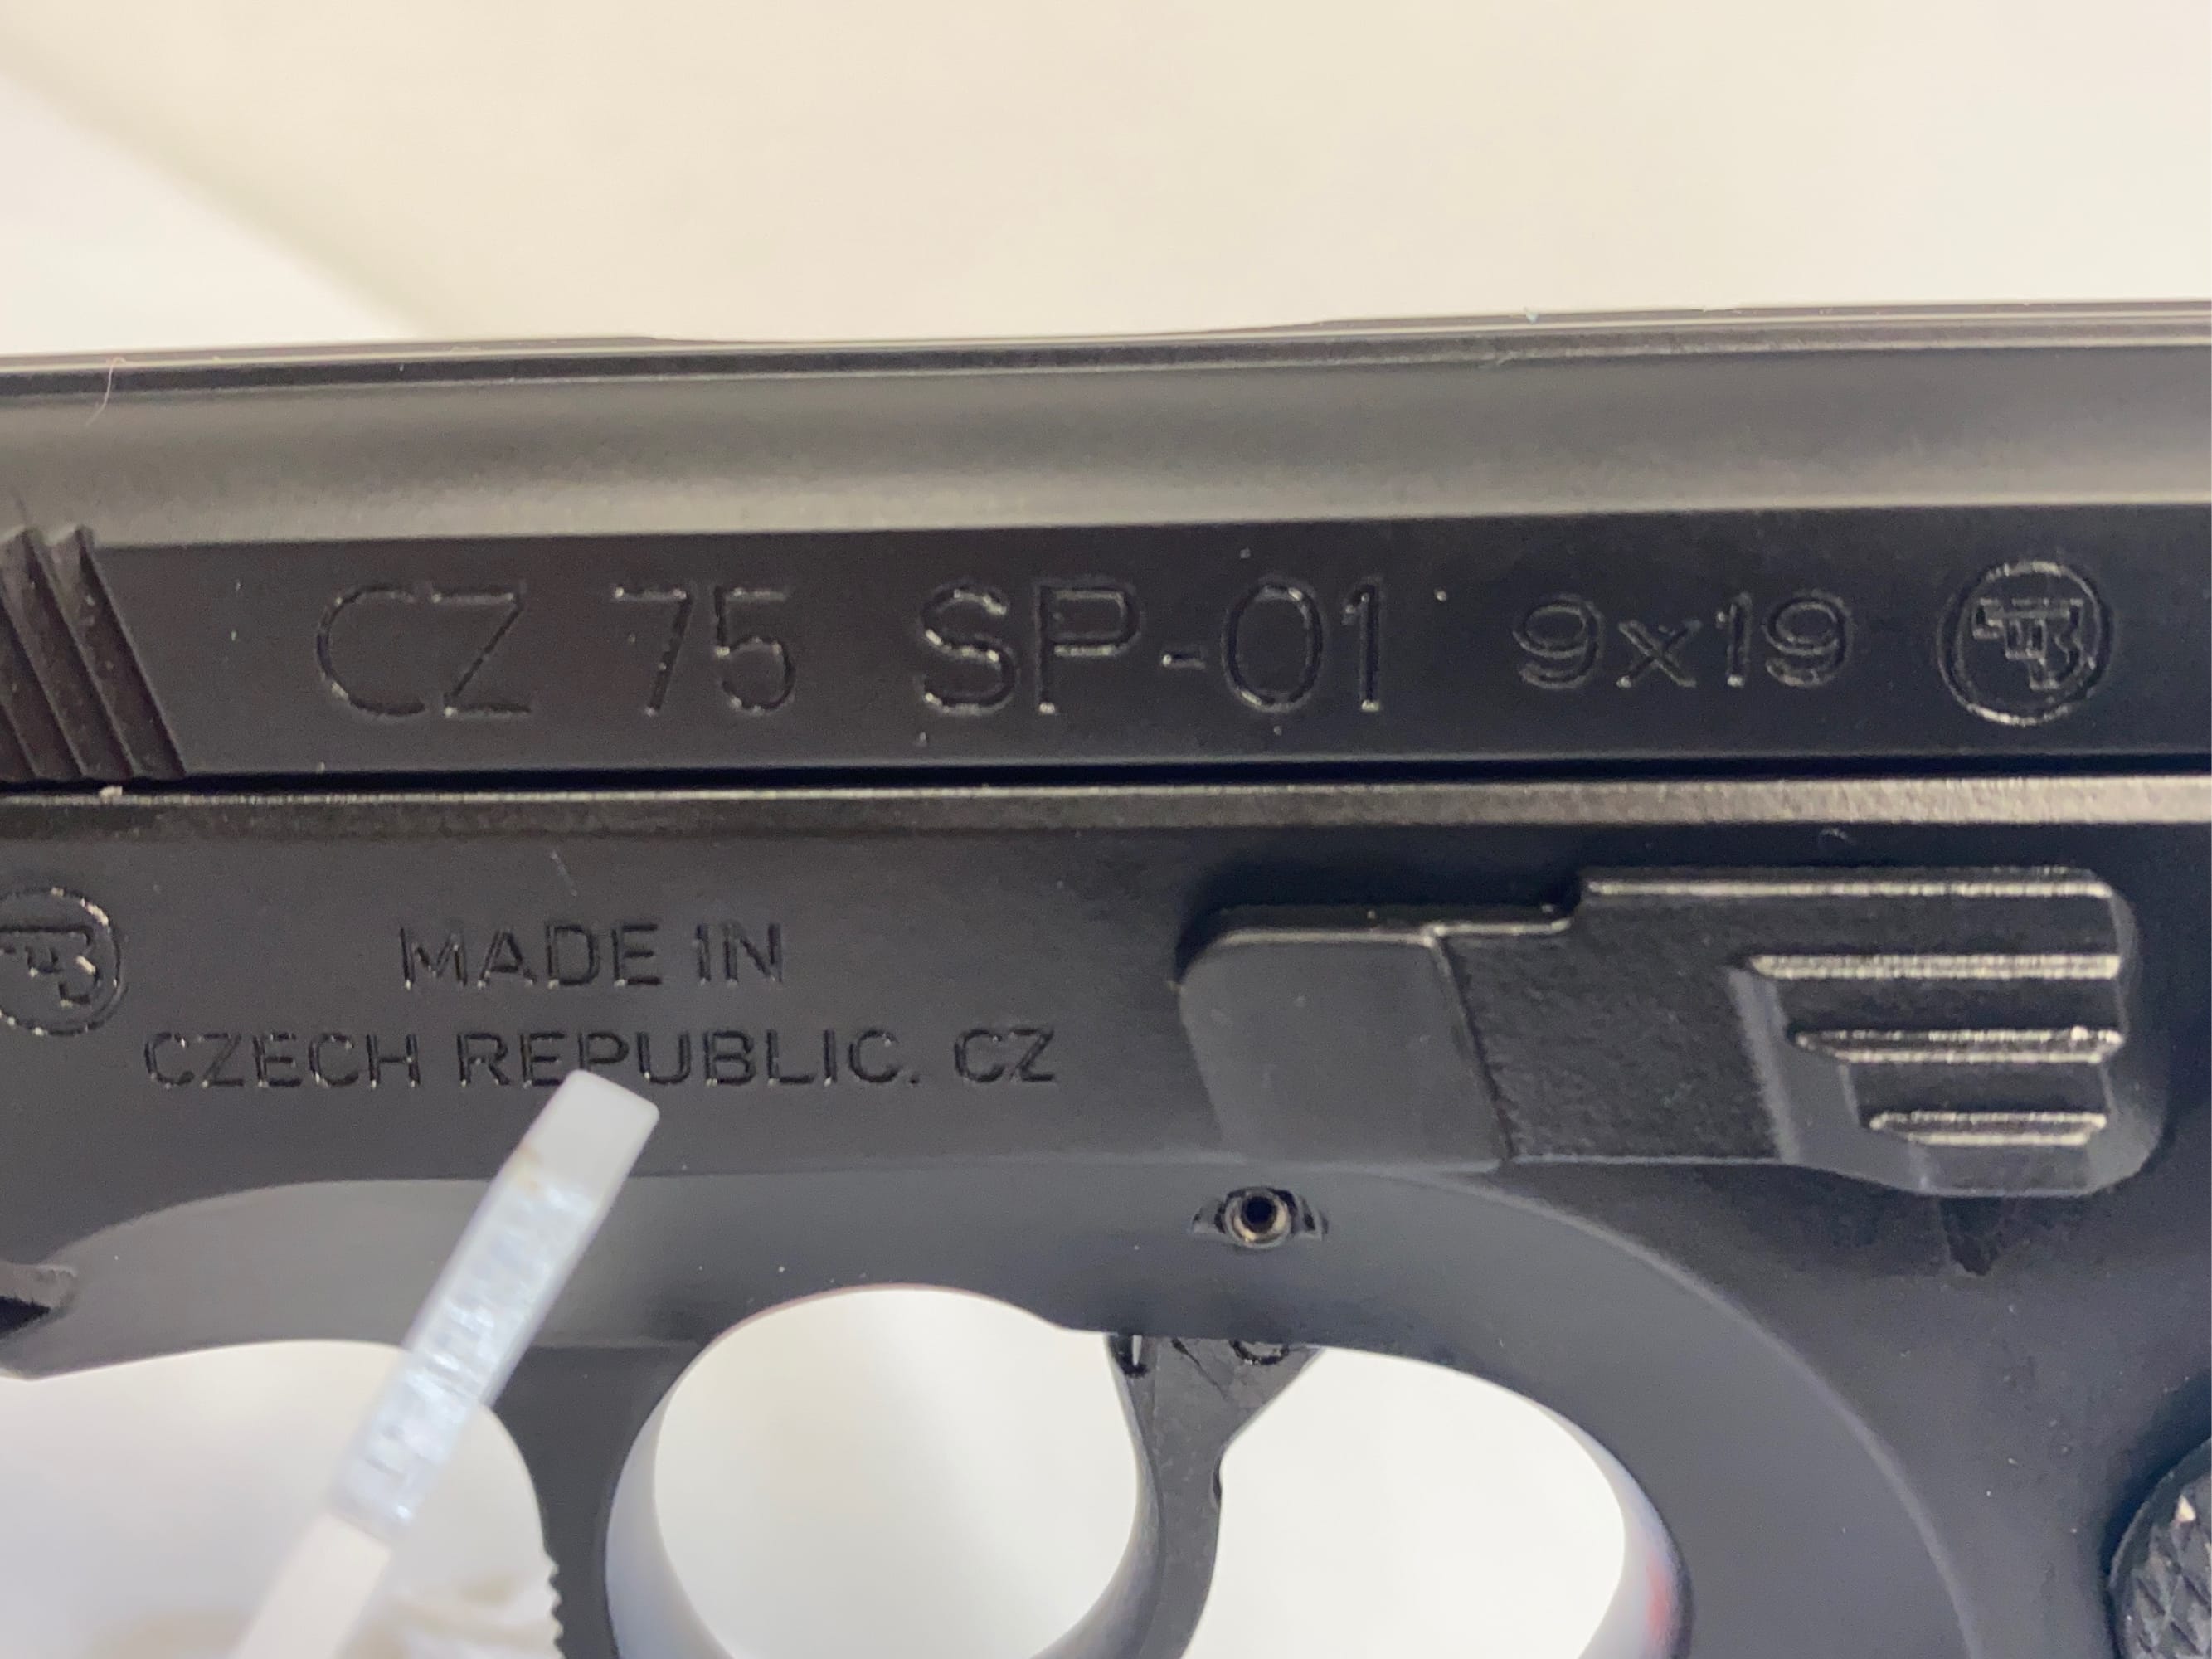 CZ 75 SP-01 9x19
MADE IN
CZECH REPUBLIC. CZ